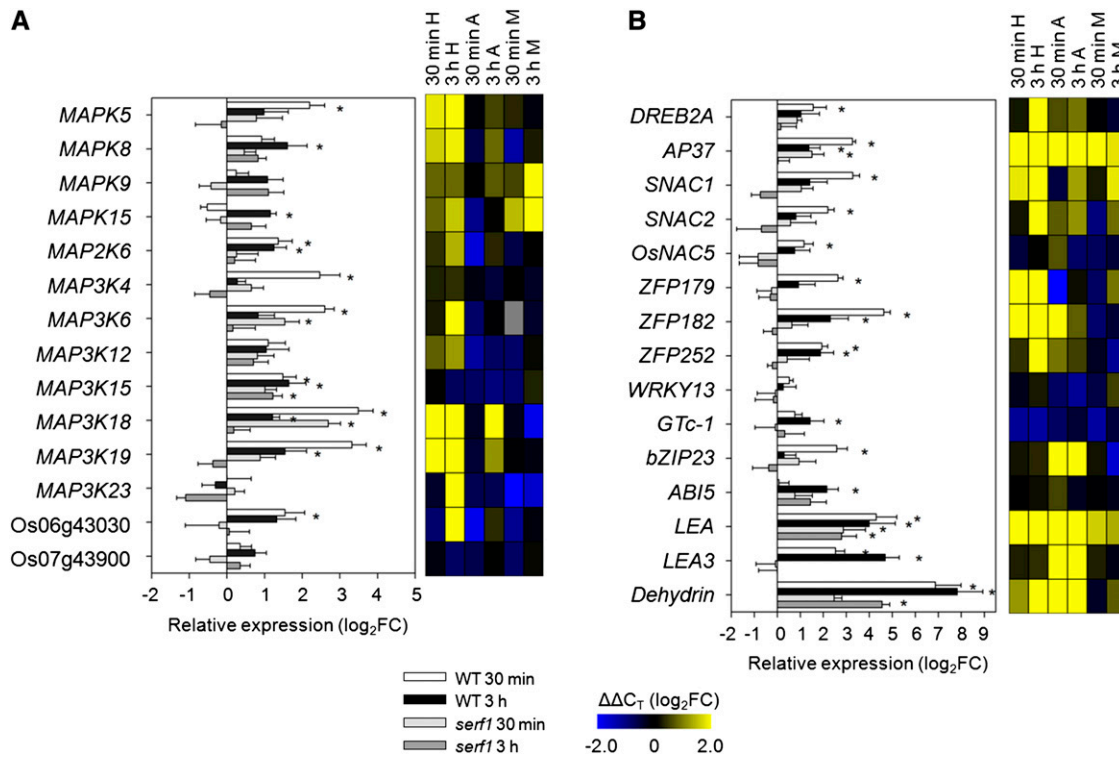 A
30 min H
3 h H
30 min A
3 h A
30 min M
3 h M
MAPK5
*
MAPK8
*
MAPK9
MAPK15
*
MAP2K6
*
*
MAP3K4
*
MAP3K6
*
*
MAP3K12
MAP3K15
*
*
*
MAP3K18
*
*
*
MAP3K19
*
*
MAP3K23
Os06g43030
*
Os07g43900
-2 -1 0 1 2 3 4 5
Relative expression (log₂FC)
B
30 min H
3 h H
30 min A
3 h A
30 min M
3 h M
DREB2A
*
AP37
*
*
*
SNAC1
*
SNAC2
*
OsNAC5
*
ZFP179
*
ZFP182
*
*
ZFP252
*
*
WRKY13
GTc-1
*
bZIP23
*
ABI5
*
LEA
*
*
*
*
LEA3
*
*
Dehydrin
*
*
*
-2 -1 0 1 2 3 4 5 6 7 8 9
Relative expression (log₂FC)
WT 30 min
WT 3 h
serf1 30 min
serf1 3 h
ΔΔCT (log₂FC)
-2.0 0 2.0